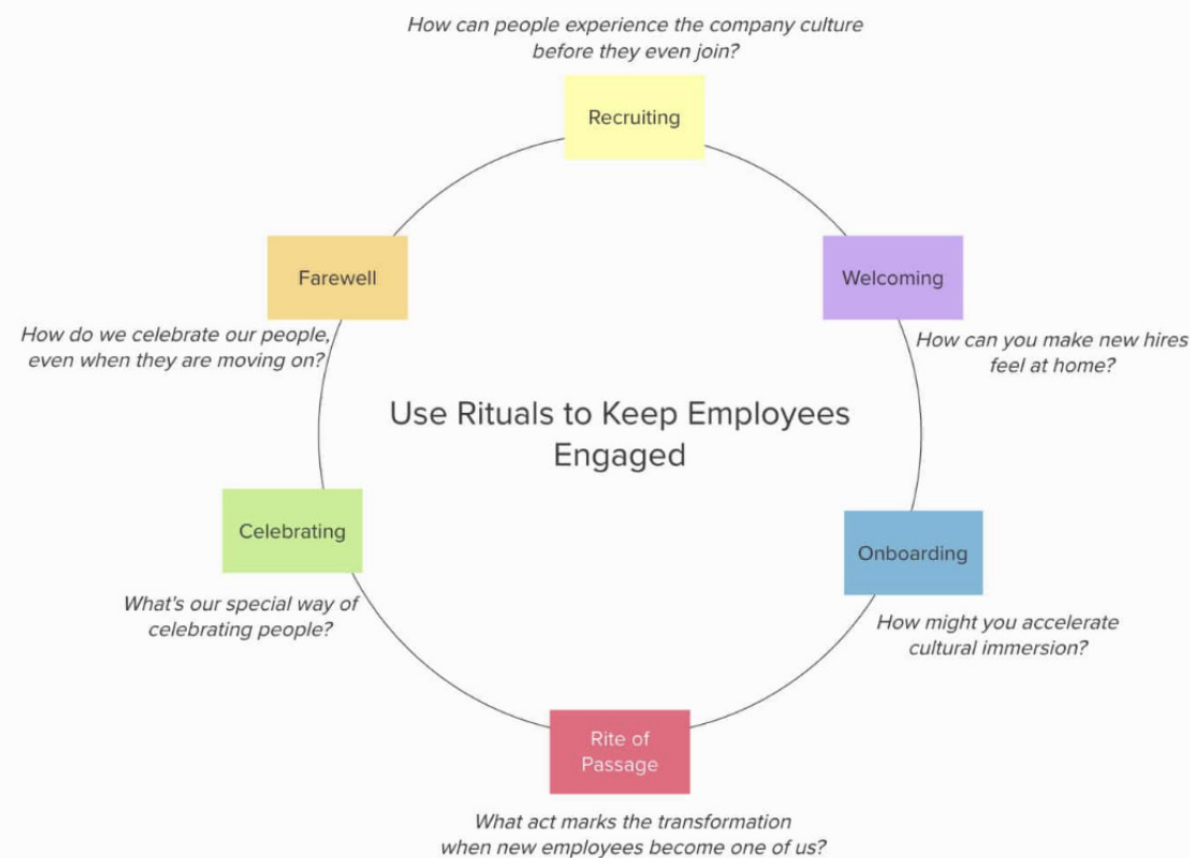 How can people experience the company culture
before they even join?
Recruiting
Welcoming
How can you make new hires
feel at home?
Onboarding
How might you accelerate
cultural immersion?
Rite of
Passage
What act marks the transformation
when new employees become one of us?
Celebrating
What's our special way of
celebrating people?
Farewell
How do we celebrate our people,
even when they are moving on?
Use Rituals to Keep Employees
Engaged